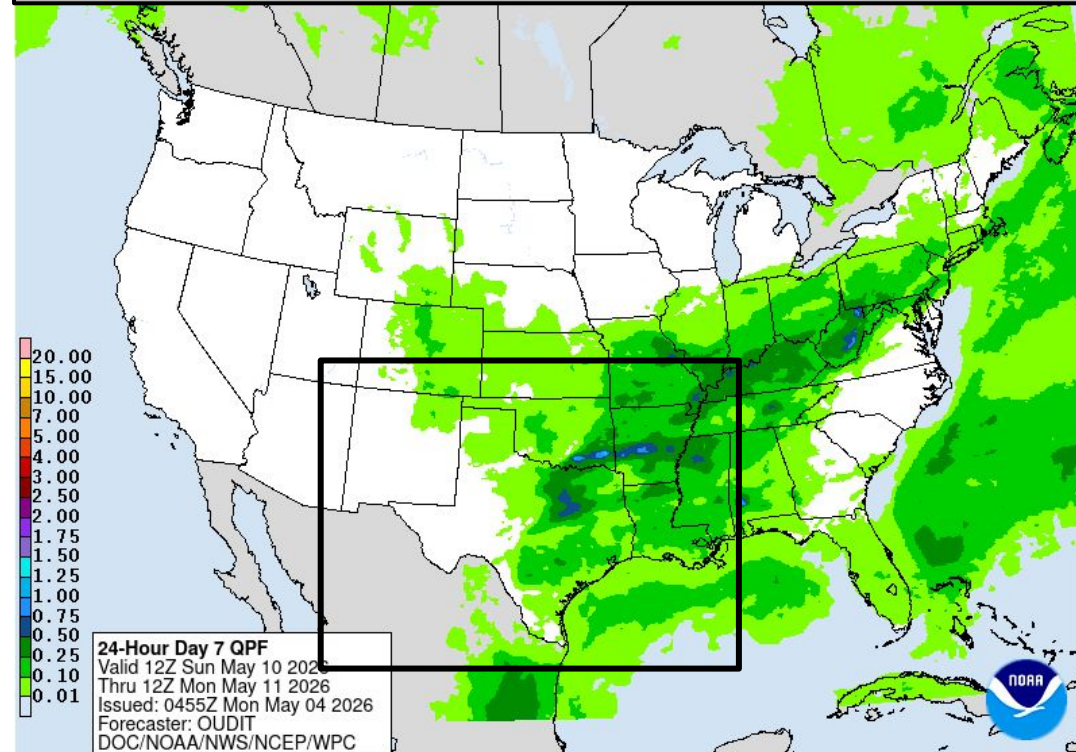 20.00
15.00
10.00
7.00
5.00
4.00
3.00
2.50
2.00
1.75
1.50
1.25
1.00
0.75
0.50
0.25
0.10
0.01
24-Hour Day 7 QPF
Valid 12Z Sun May 10 2026
Thru 12Z Mon May 11 2026
Issued: 0455Z Mon May 04 2026
Forecaster: OUDIT
DOC/NOAA/NWS/NCEP/WPC
NOAA